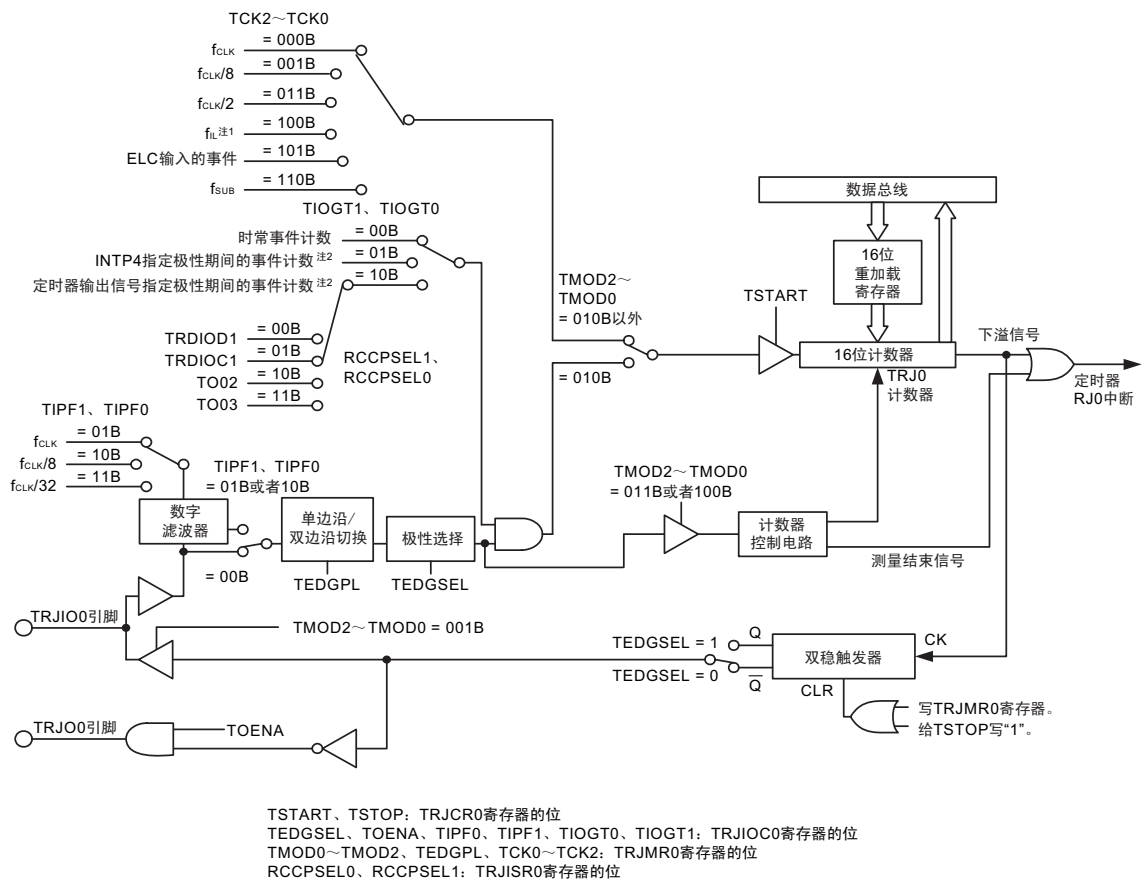 TCK2～TCK0
fCLK = 000B
fCLK/8 = 001B
fCLK/2 = 011B
fIL注1 = 100B
ELC输入的事件 = 101B
fSUB = 110B
TIOGT1、TIOGT0
时常事件计数 = 00B
INTP4指定极性期间的事件计数 注2 = 01B
定时器输出信号指定极性期间的事件计数 注2 = 10B
TRDIOD1 = 00B
TRDIOC1 = 01B
TO02 = 10B
TO03 = 11B
RCCPSEL1、
RCCPSEL0
TMOD2～
TMOD0
= 010B以外
= 010B
TSTART
数据总线
16位
重加载
寄存器
16位计数器
TRJ0
计数器
下溢信号
定时器
RJ0中断
TIPF1、TIPF0
fCLK = 01B
fCLK/8 = 10B
fCLK/32 = 11B
数字
滤波器
TIPF1、TIPF0
= 01B或者10B
= 00B
单边沿/
双边沿切换
TEDGPL
极性选择
TEDGSEL
TMOD2～TMOD0
= 011B或者100B
计数器
控制电路
测量结束信号
TRJIO0引脚
TMOD2～TMOD0 = 001B
TEDGSEL = 1
TEDGSEL = 0
Q
Q̅
双稳触发器
CK
CLR
写TRJMR0寄存器。
给TSTOP写“1”。
TRJO0引脚
TOENA
TSTART、TSTOP：TRJCR0寄存器的位
TEDGSEL、TOENA、TIPF0、TIPF1、TIOGT0、TIOGT1：TRJIOC0寄存器的位
TMOD0～TMOD2、TEDGPL、TCK0～TCK2：TRJMR0寄存器的位
RCCPSEL0、RCCPSEL1：TRJISR0寄存器的位